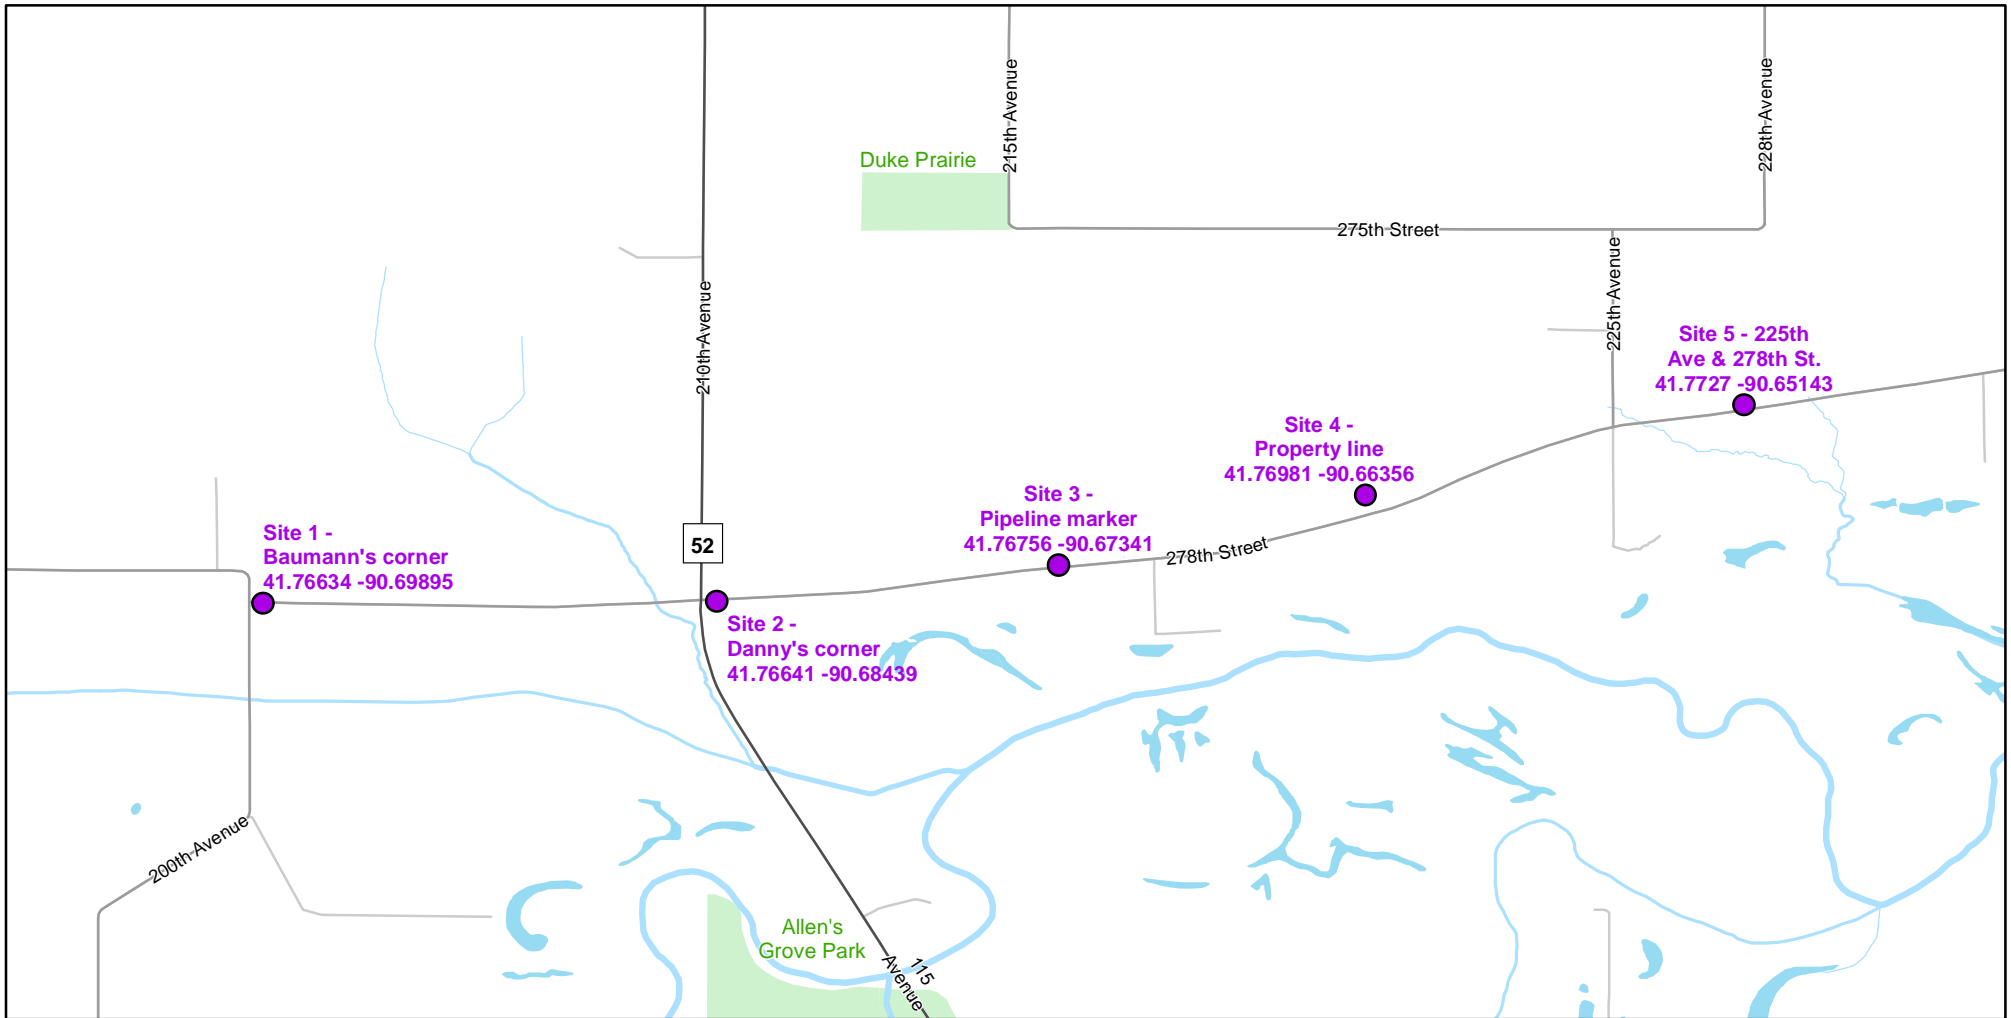 215th Avenue
228th Avenue
Duke Prairie
275th Street
210th Avenue
225th Avenue
Site 5 - 225th
Ave & 278th St.
41.7727 -90.65143
Site 4 -
Property line
41.76981 -90.66356
Site 3 -
Pipeline marker
41.76756 -90.67341
278th Street
Site 1 -
Baumann's corner
41.76634 -90.69895
52
Site 2 -
Danny's corner
41.76641 -90.68439
200th Avenue
Allen's
Grove Park
115
Avenue